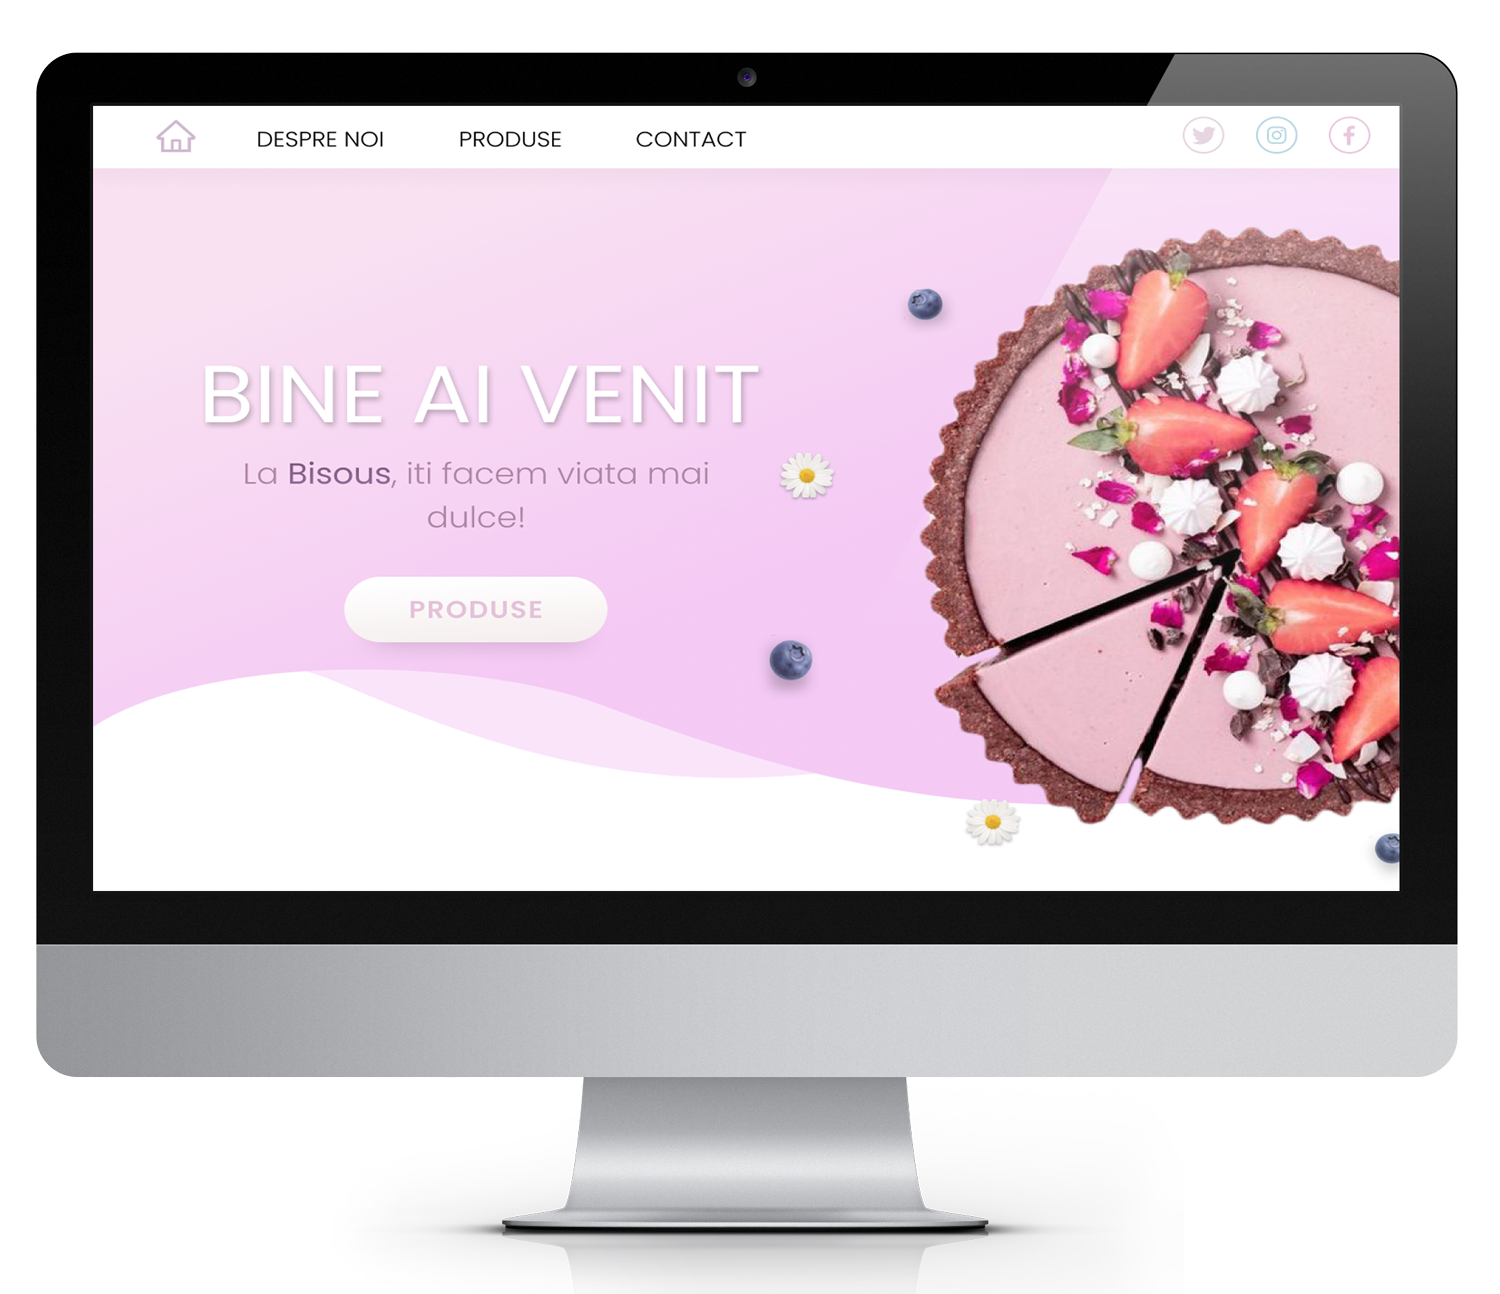 DESPRE NOI
PRODUSE
CONTACT
BINE AI VENIT
La Bisous, iti facem viata mai
dulce!
PRODUSE